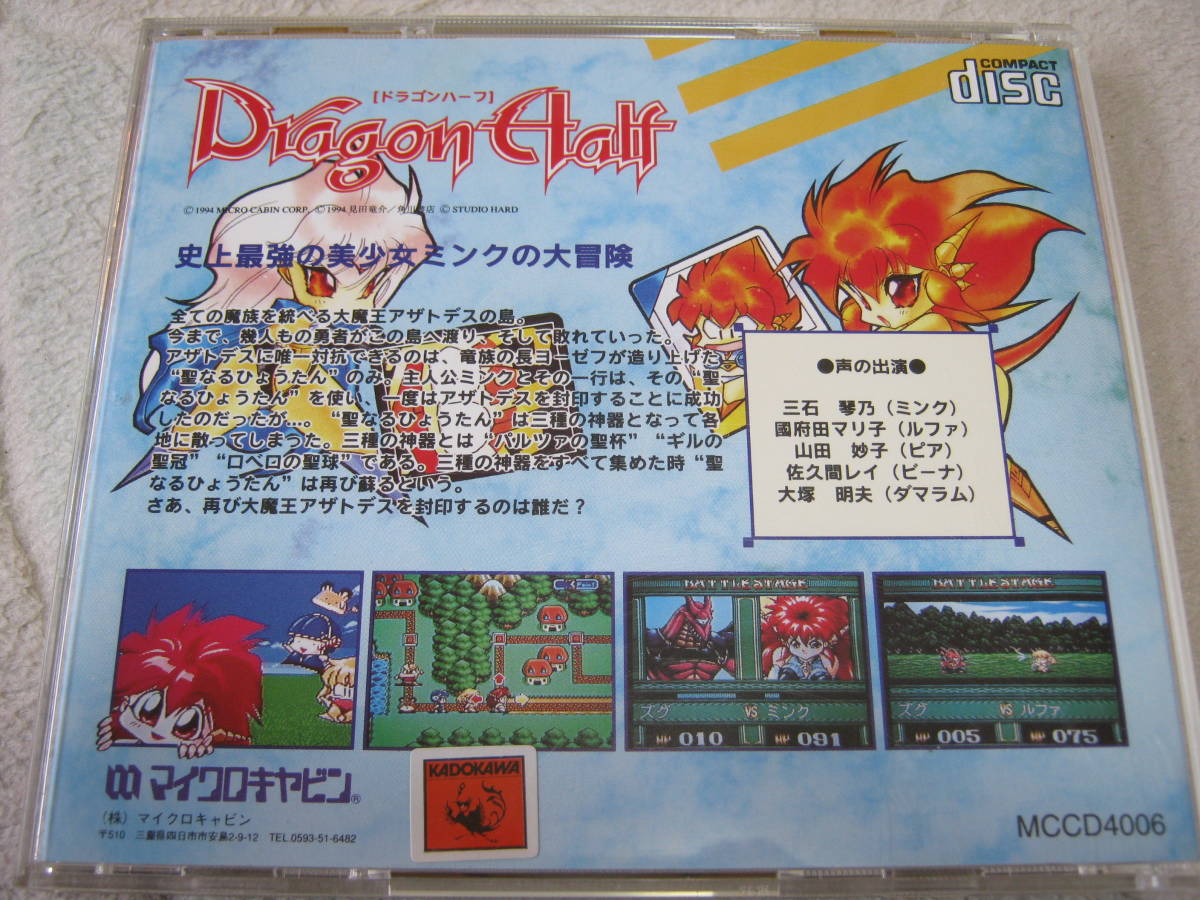 COMPACT
disc
[ドラゴンハーフ]
Dragon Half
© 1994 MICRO CABIN CORP. © 1994 見田竜介／角川書店 © STUDIO HARD
史上最強の美少女ミンクの大冒険
全ての魔族を統べる大魔王アザトデスの島。
今まで、幾人もの勇者がこの島へ渡り、そして敗れていった。
アザトデスに唯一対抗できるのは、竜族の長ヨーゼフが造り上げた
“聖なるひょうたん”のみ。主人公ミンクとその一行は、その“聖
なるひょうたん”を使い、一度はアザトデスを封印することに成功
したのだったが...。“聖なるひょうたん”は三種の神器となって各
地に散ってしまった。三種の神器とは“バルツァの聖杯”“ギルの
聖冠”“ロベロの聖球”である。三種の神器をすべて集めた時“聖
なるひょうたん”は再び蘇るという。
さあ、再び大魔王アザトデスを封印するのは誰だ？
●声の出演●
三石　琴乃（ミンク）
國府田マリ子（ルファ）
山田　妙子（ピア）
佐久間レイ（ビーナ）
大塚　明夫（ダマラム）
BATTLE STAGE
ズグ VS ミンク
HP 010 HP 091
BATTLE STAGE
ズグ VS ルファ
HP 005 HP 075
マイクロキャビン®
（株）マイクロキャビン
〒510　三重県四日市市安島2-9-12　TEL.0593-51-6482
KADOKAWA
MCCD4006